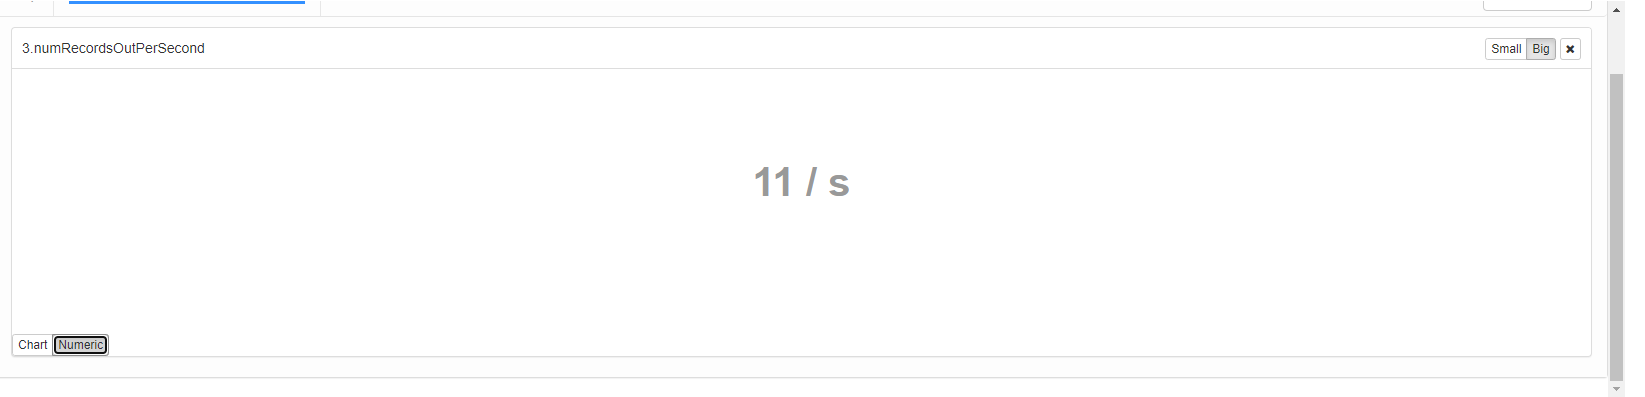 3.numRecordsOutPerSecond
Small Big ✖
11 / s
Chart Numeric